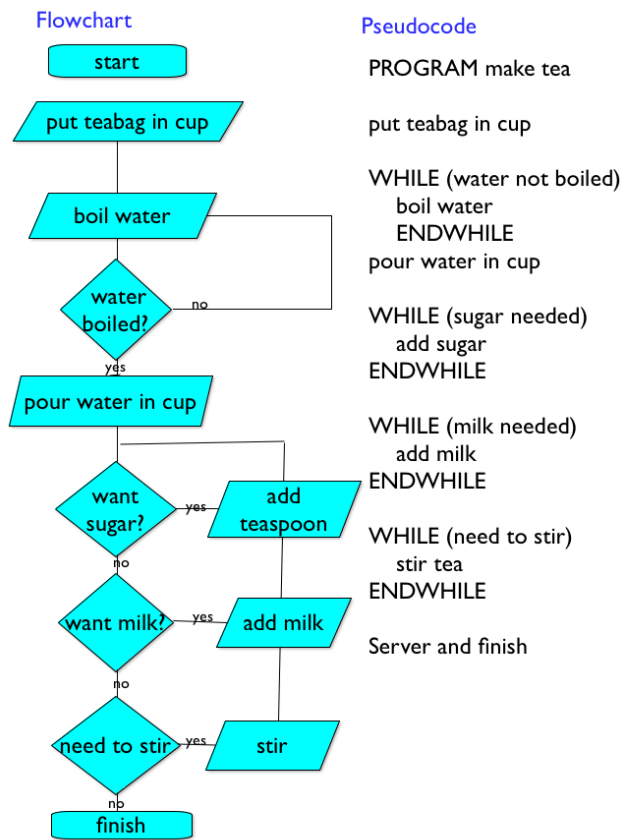 Flowchart
start
put teabag in cup
boil water
water
boiled?
no
yes
pour water in cup
want
sugar?
yes
add
teaspoon
no
want milk?
yes
add milk
no
need to stir
yes
stir
no
finish
Pseudocode
PROGRAM make tea
put teabag in cup
WHILE (water not boiled)
boil water
ENDWHILE
pour water in cup
WHILE (sugar needed)
add sugar
ENDWHILE
WHILE (milk needed)
add milk
ENDWHILE
WHILE (need to stir)
stir tea
ENDWHILE
Server and finish